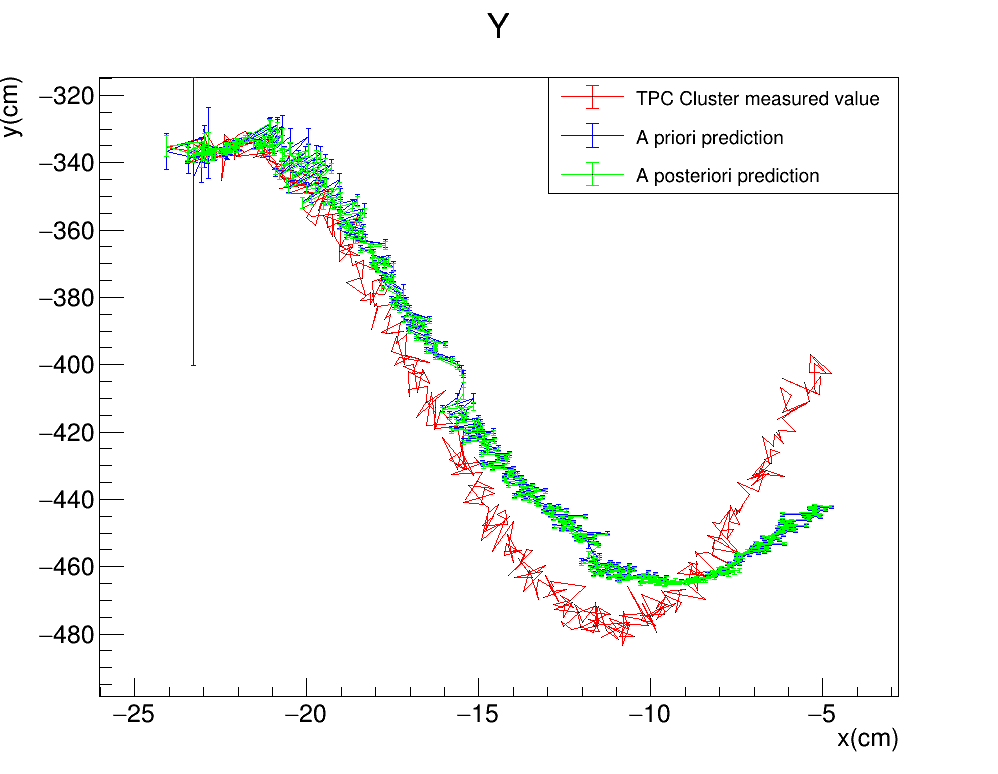 Y
y(cm)
−320
−340
−360
−380
−400
−420
−440
−460
−480
TPC Cluster measured value
A priori prediction
A posteriori prediction
−25
−20
−15
−10
−5
x(cm)